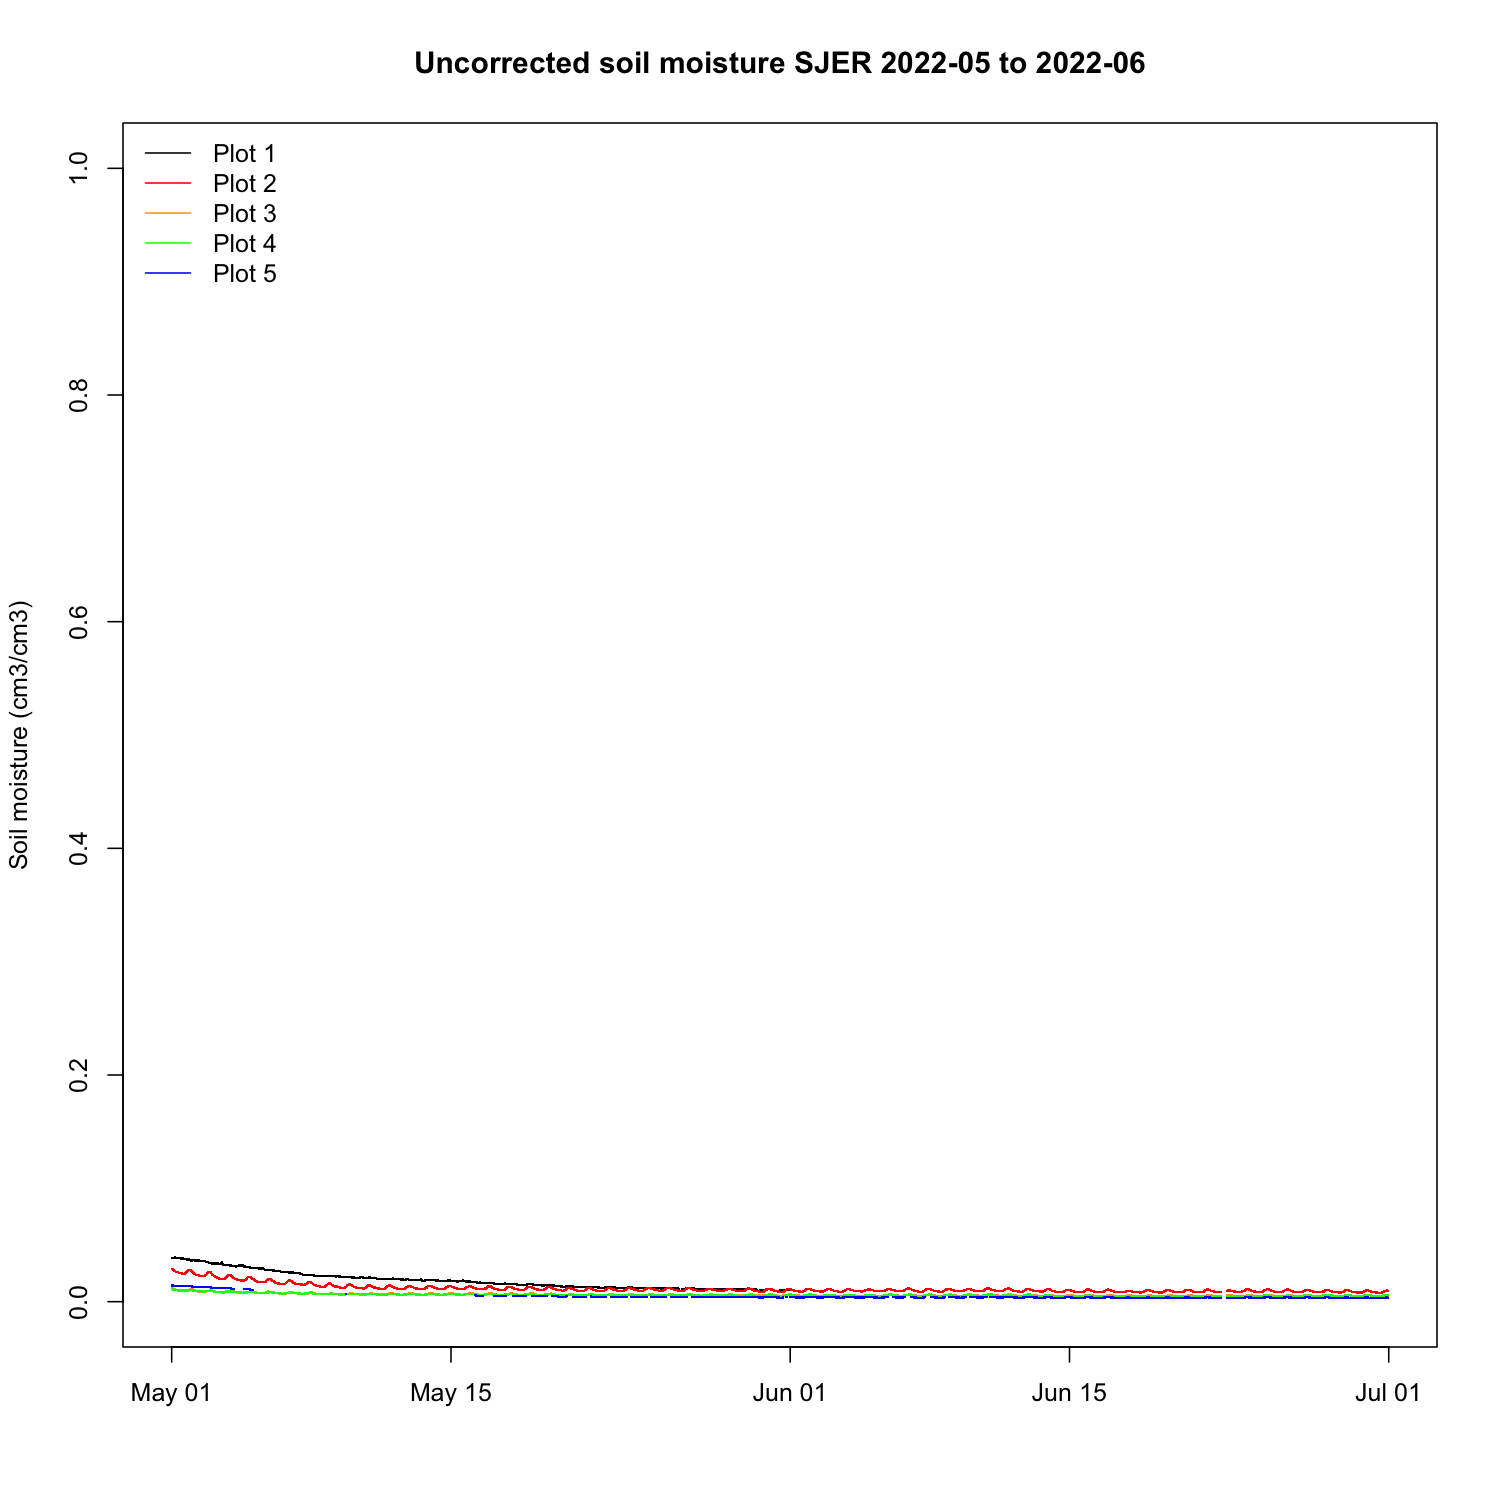 Uncorrected soil moisture SJER 2022-05 to 2022-06
Plot 1
Plot 2
Plot 3
Plot 4
Plot 5
1.0
0.8
0.6
0.4
0.2
0.0
Soil moisture (cm3/cm3)
May 01
May 15
Jun 01
Jun 15
Jul 01